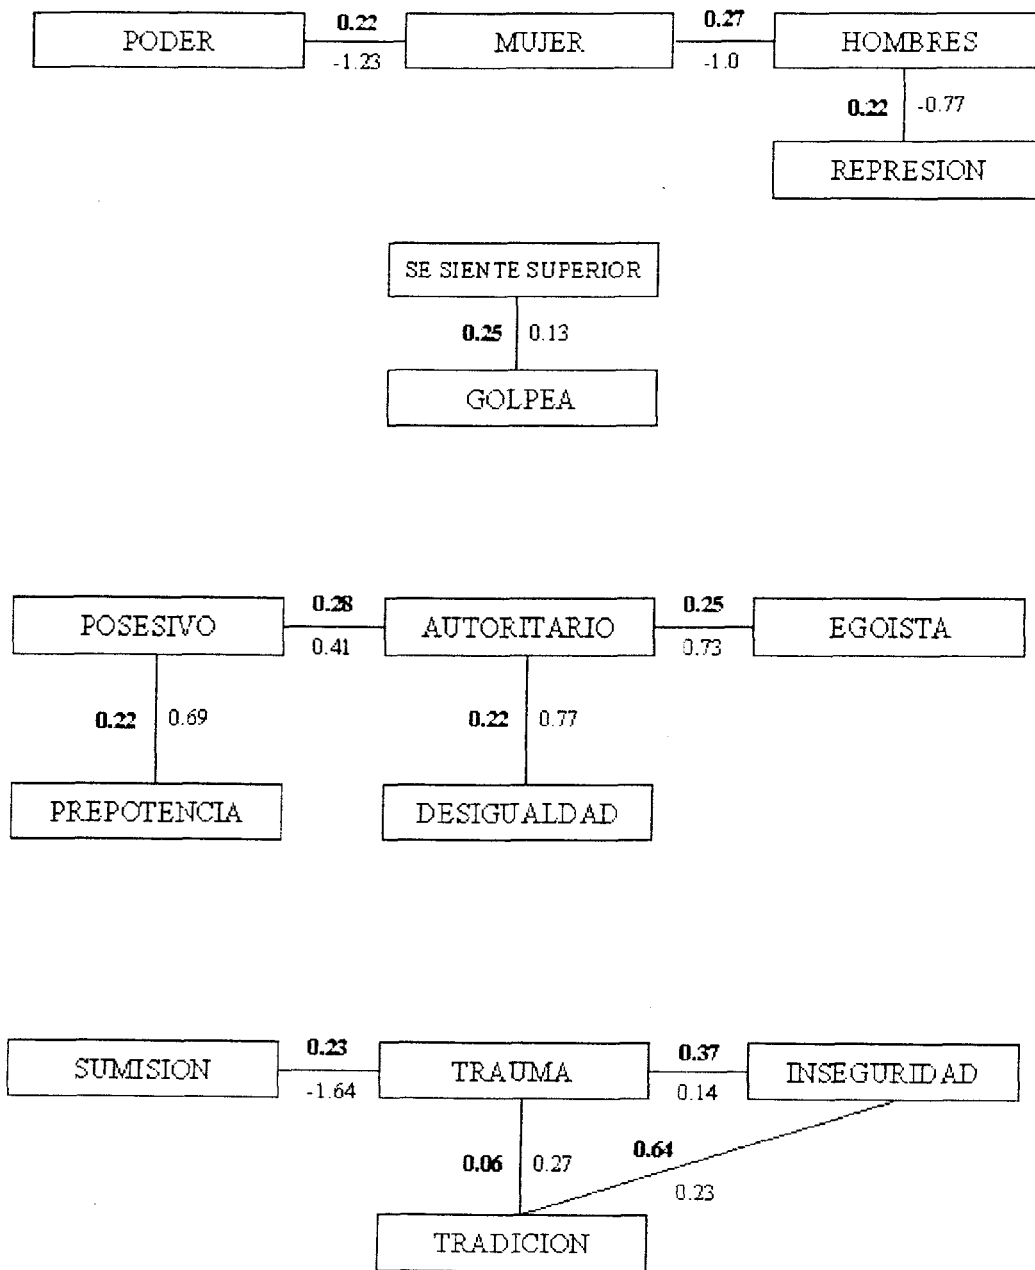 0.22 0.27
PODER MUJER HOMBRES
-1.23 -1.0
0.22 -0.77
REPRESION
SE SIENTE SUPERIOR
0.25 0.13
GOLPEA
0.28 0.25
POSESIVO AUTORITARIO EGOISTA
0.41 0.73
0.22 0.69 0.22 0.77
PREPOTENCIA DESIGUALDAD
0.23 0.37
SUMISION TRAUMA INSEGURIDAD
-1.64 0.14
0.64
0.06 0.27
0.23
TRADICION